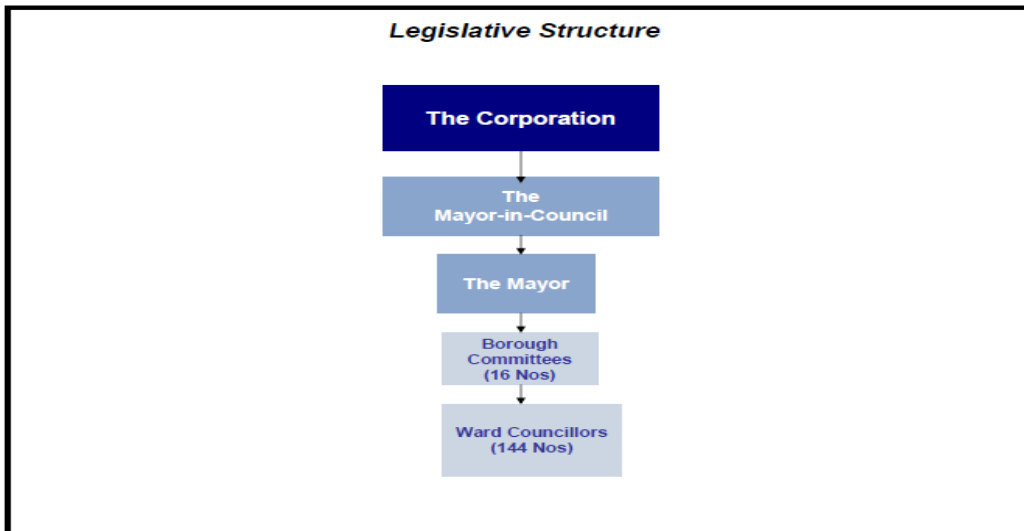 Legislative Structure
The Corporation
The
Mayor-in-Council
The Mayor
Borough
Committees
(16 Nos)
Ward Councillors
(144 Nos)